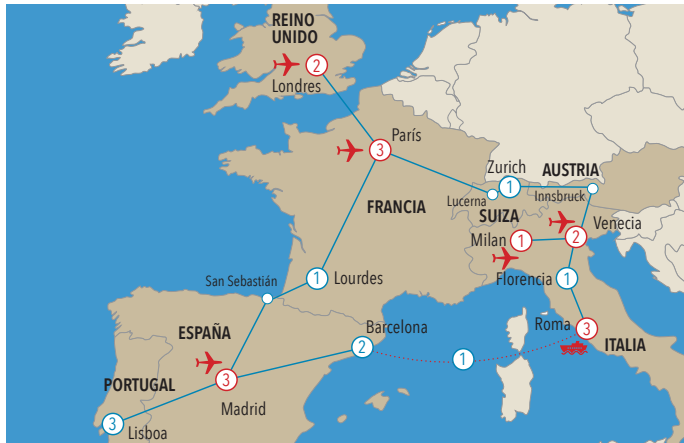 REINO
UNIDO
2
Londres
París
3
Zurich
1
AUSTRIA
Innsbruck
Lucerna
FRANCIA
SUIZA
Venecia
Milan
1
2
San Sebastián
1
Lourdes
Florencia
1
Barcelona
Roma
3
ESPAÑA
2
ITALIA
1
PORTUGAL
3
Madrid
3
Lisboa